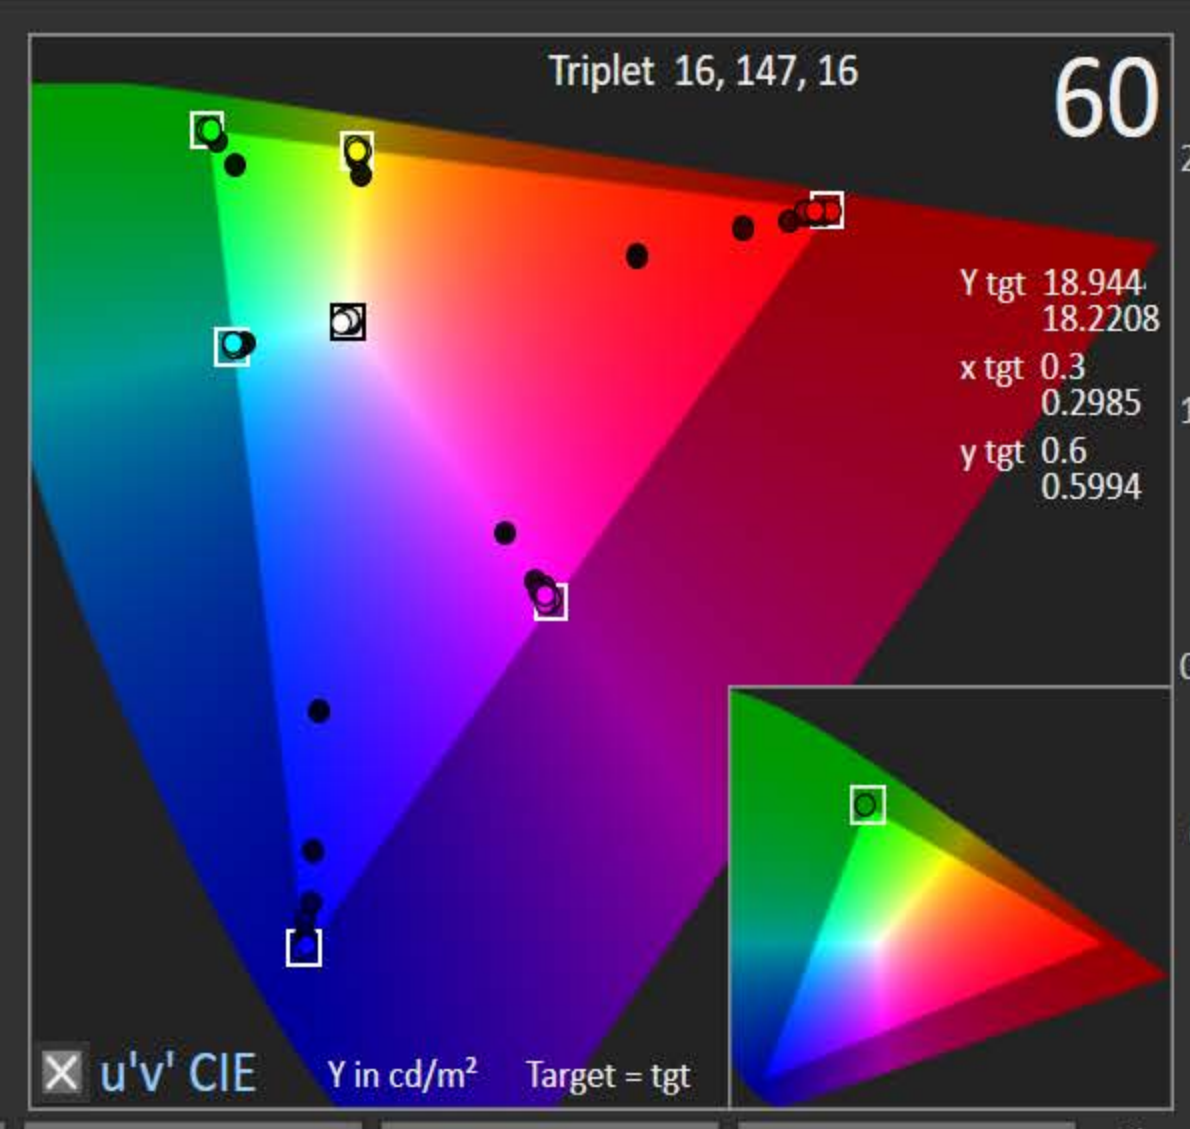 Triplet 16, 147, 16
60
Y tgt 18.944
18.2208
x tgt 0.3
0.2985
y tgt 0.6
0.5994
u'v' CIE
Y in cd/m² Target = tgt